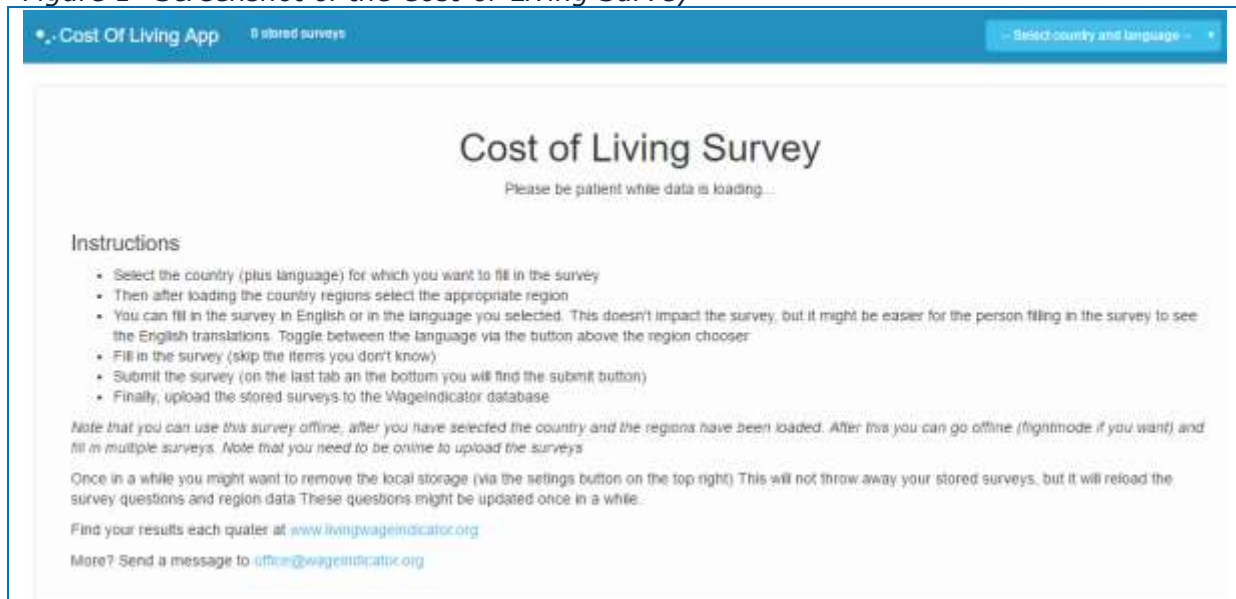 Figure 1 Screenshot of the Cost of Living Survey
Cost Of Living App
0 stored surveys
-- Select country and language --
Cost of Living Survey
Please be patient while data is loading...
Instructions
• Select the country (plus language) for which you want to fill in the survey
• Then after loading the country regions select the appropriate region
• You can fill in the survey in English or in the language you selected. This doesn't impact the survey, but it might be easier for the person filling in the survey to see
the English translations. Toggle between the language via the button above the region chooser
• Fill in the survey (skip the items you don't know)
• Submit the survey (on the last tab an the bottom you will find the submit button)
• Finally, upload the stored surveys to the WageIndicator database
Note that you can use this survey offline, after you have selected the country and the regions have been loaded. After this you can go offline (flightmode if you want) and
fill in multiple surveys. Note that you need to be online to upload the surveys
Once in a while you might want to remove the local storage (via the setings button on the top right) This will not throw away your stored surveys, but it will reload the
survey questions and region data These questions might be updated once in a while.
Find your results each quater at www.livingwageindicator.org
More? Send a message to office@wageindicator.org